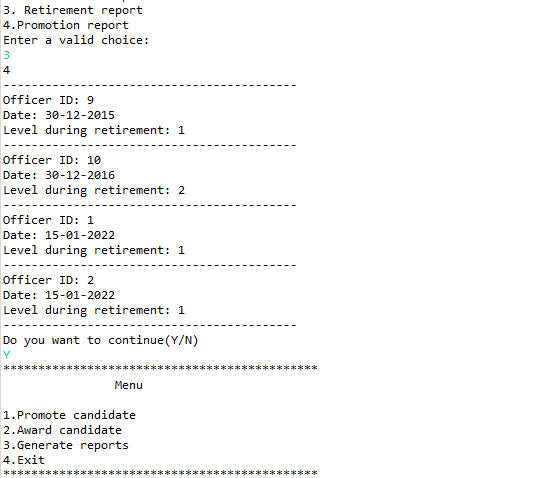 3. Retirement report
4.Promotion report
Enter a valid choice:
3
4
------------------------------------------
Officer ID: 9
Date: 30-12-2015
Level during retirement: 1
------------------------------------------
Officer ID: 10
Date: 30-12-2016
Level during retirement: 2
------------------------------------------
Officer ID: 1
Date: 15-01-2022
Level during retirement: 1
------------------------------------------
Officer ID: 2
Date: 15-01-2022
Level during retirement: 1
------------------------------------------
Do you want to continue(Y/N)
Y
*********************************************
Menu
1.Promote candidate
2.Award candidate
3.Generate reports
4.Exit
*********************************************